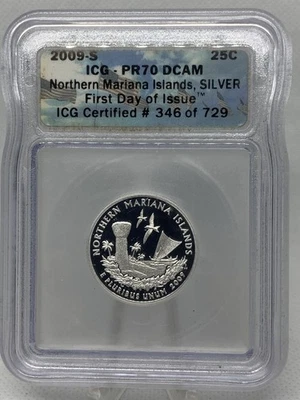 2009-S 25C
ICG - PR70 DCAM
Northern Mariana Islands, SILVER
First Day of Issue™
ICG Certified # 346 of 729
NORTHERN MARIANA ISLANDS
E PLURIBUS UNUM 2009